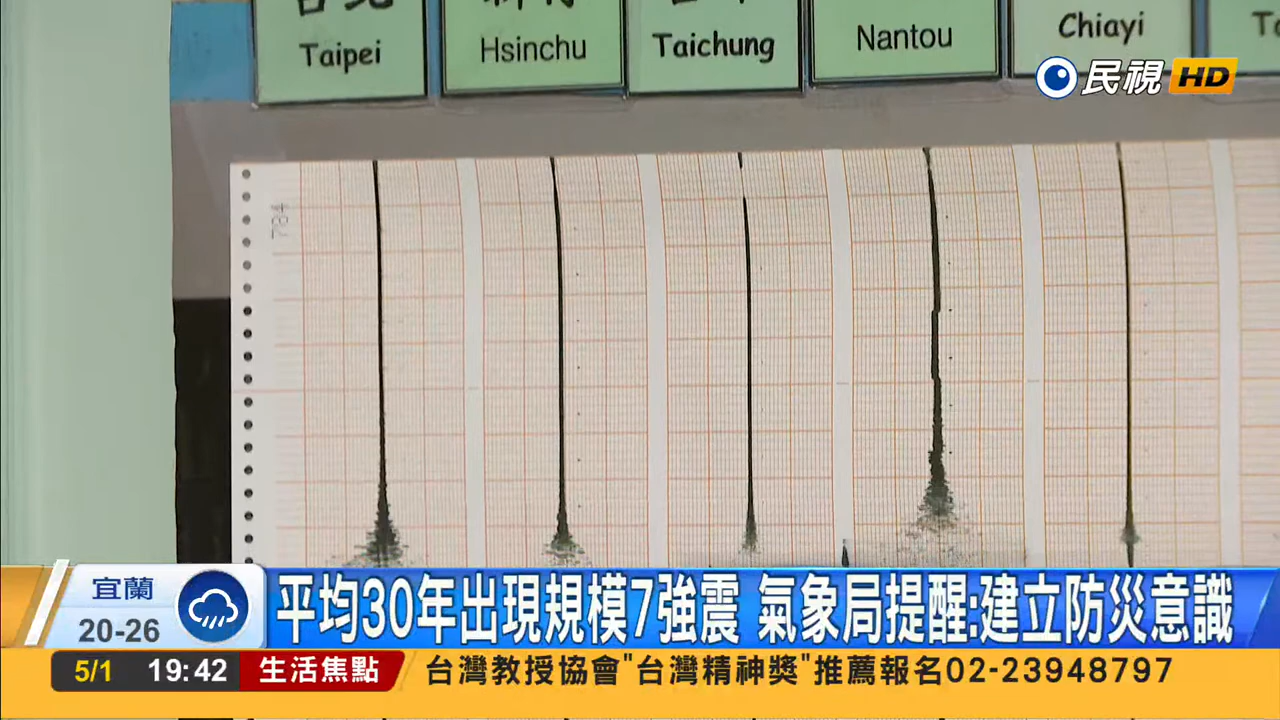 Taipei
Hsinchu
Taichung
Nantou
Chiayi
民視 HD
784
宜蘭
20-26
平均30年出現規模7強震 氣象局提醒:建立防災意識
5/1 19:42 生活焦點
台灣教授協會"台灣精神獎"推薦報名02-23948797